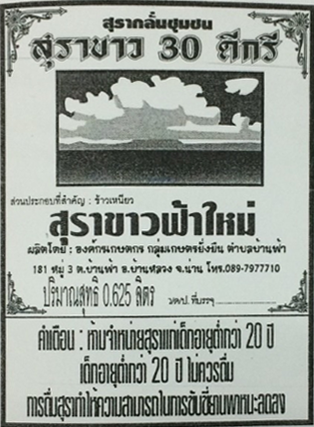 สุรากลั่นชุมชน
สุราขาว 30 ดีกรี
ส่วนประกอบที่สำคัญ : ข้าวเหนียว
สุราขาวฟ้าใหม่
ผลิตโดย : องค์กรเกษตกร กลุ่มเกษตรยั่งยืน ตำบลบ้านฟ้า
181 หมู่ 3 ต.บ้านฟ้า อ.บ้านหลวง จ.น่าน โทร.089-7977710
ปริมาณสุทธิ 0.625 ลิตร วดป. ที่บรรจุ
คำเตือน : ห้ามจำหน่ายสุราแก่เด็กอายุต่ำกว่า 20 ปี
เด็กอายุต่ำกว่า 20 ปี ไม่ควรดื่ม
การดื่มสุราทำให้ความสามารถในการขับขี่ยานพาหนะลดลง